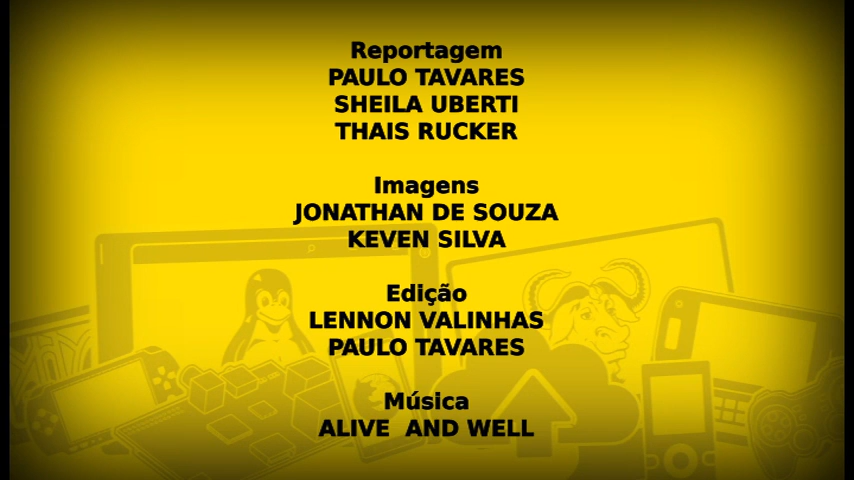 Reportagem
PAULO TAVARES
SHEILA UBERTI
THAIS RUCKER
Imagens
JONATHAN DE SOUZA
KEVEN SILVA
Edição
LENNON VALINHAS
PAULO TAVARES
Música
ALIVE AND WELL